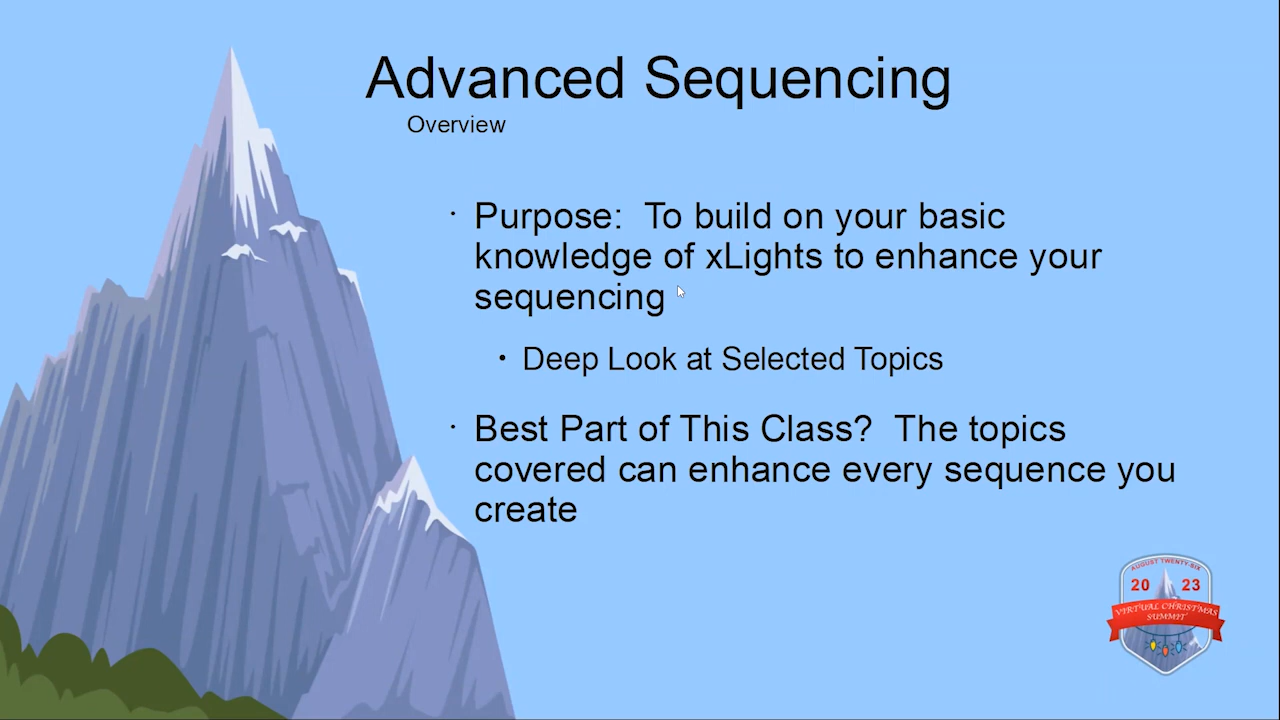 Advanced Sequencing
Overview
• Purpose:  To build on your basic
knowledge of xLights to enhance your
sequencing
• Deep Look at Selected Topics
• Best Part of This Class?  The topics
covered can enhance every sequence you
create
AUGUST TWENTY-SIX
20 23
VIRTUAL CHRISTMAS
SUMMIT